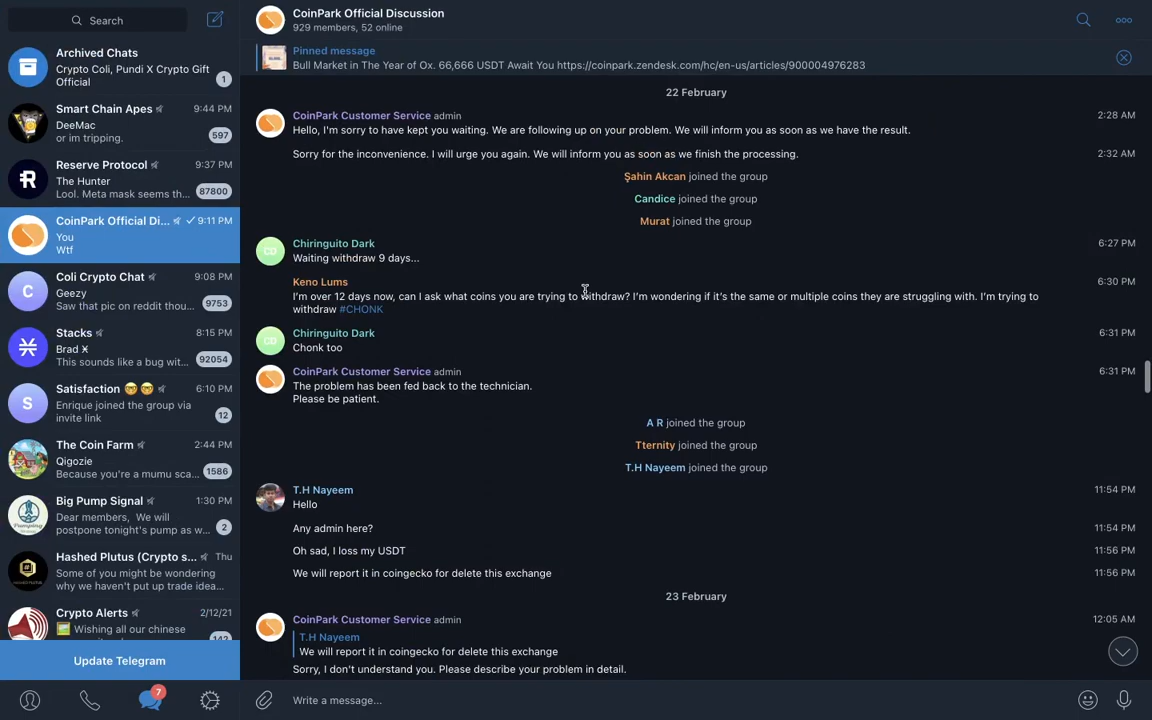 Search
Archived Chats
Crypto Coli, Pundi X Crypto Gift
Official
1
Smart Chain Apes
9:44 PM
DeeMac
or im tripping.
597
Reserve Protocol
9:37 PM
The Hunter
Lool. Meta mask seems th...
87800
CoinPark Official Di...
9:11 PM
You
Wtf
Coli Crypto Chat
9:08 PM
Geezy
Saw that pic on reddit thou...
9753
Stacks
8:15 PM
Brad
This sounds like a bug wit...
92054
Satisfaction 🤓 🤓
6:10 PM
Enrique joined the group via
invite link
12
The Coin Farm
2:44 PM
Qigozie
Because you're a mumu sca...
1586
Big Pump Signal
1:30 PM
Dear members, We will
postpone tonight's pump as w...
2
Hashed Plutus (Crypto s...
Thu
Some of you might be wondering
why we haven't put up trade idea...
Crypto Alerts
2/12/21
🖼 Wishing all our chinese
Update Telegram
7
CoinPark Official Discussion
929 members, 52 online
Pinned message
Bull Market in The Year of Ox. 66,666 USDT Await You https://coinpark.zendesk.com/hc/en-us/articles/900004976283
22 February
CoinPark Customer Service admin
2:28 AM
Hello, I'm sorry to have kept you waiting. We are following up on your problem. We will inform you as soon as we have the result.
Sorry for the inconvenience. I will urge you again. We will inform you as soon as we finish the processing.
2:32 AM
Şahin Akcan joined the group
Candice joined the group
Murat joined the group
CD
Chiringuito Dark
6:27 PM
Waiting withdraw 9 days...
Keno Lums
6:30 PM
I'm over 12 days now, can I ask what coins you are trying to withdraw? I'm wondering if it's the same or multiple coins they are struggling with. I'm trying to
withdraw #CHONK
CD
Chiringuito Dark
6:31 PM
Chonk too
CoinPark Customer Service admin
6:31 PM
The problem has been fed back to the technician.
Please be patient.
A R joined the group
Tternity joined the group
T.H Nayeem joined the group
T.H Nayeem
11:54 PM
Hello
Any admin here?
11:54 PM
Oh sad, I loss my USDT
11:56 PM
We will report it in coingecko for delete this exchange
11:56 PM
23 February
CoinPark Customer Service admin
12:05 AM
T.H Nayeem
We will report it in coingecko for delete this exchange
Sorry, I don't understand you. Please describe your problem in detail.
Write a message...